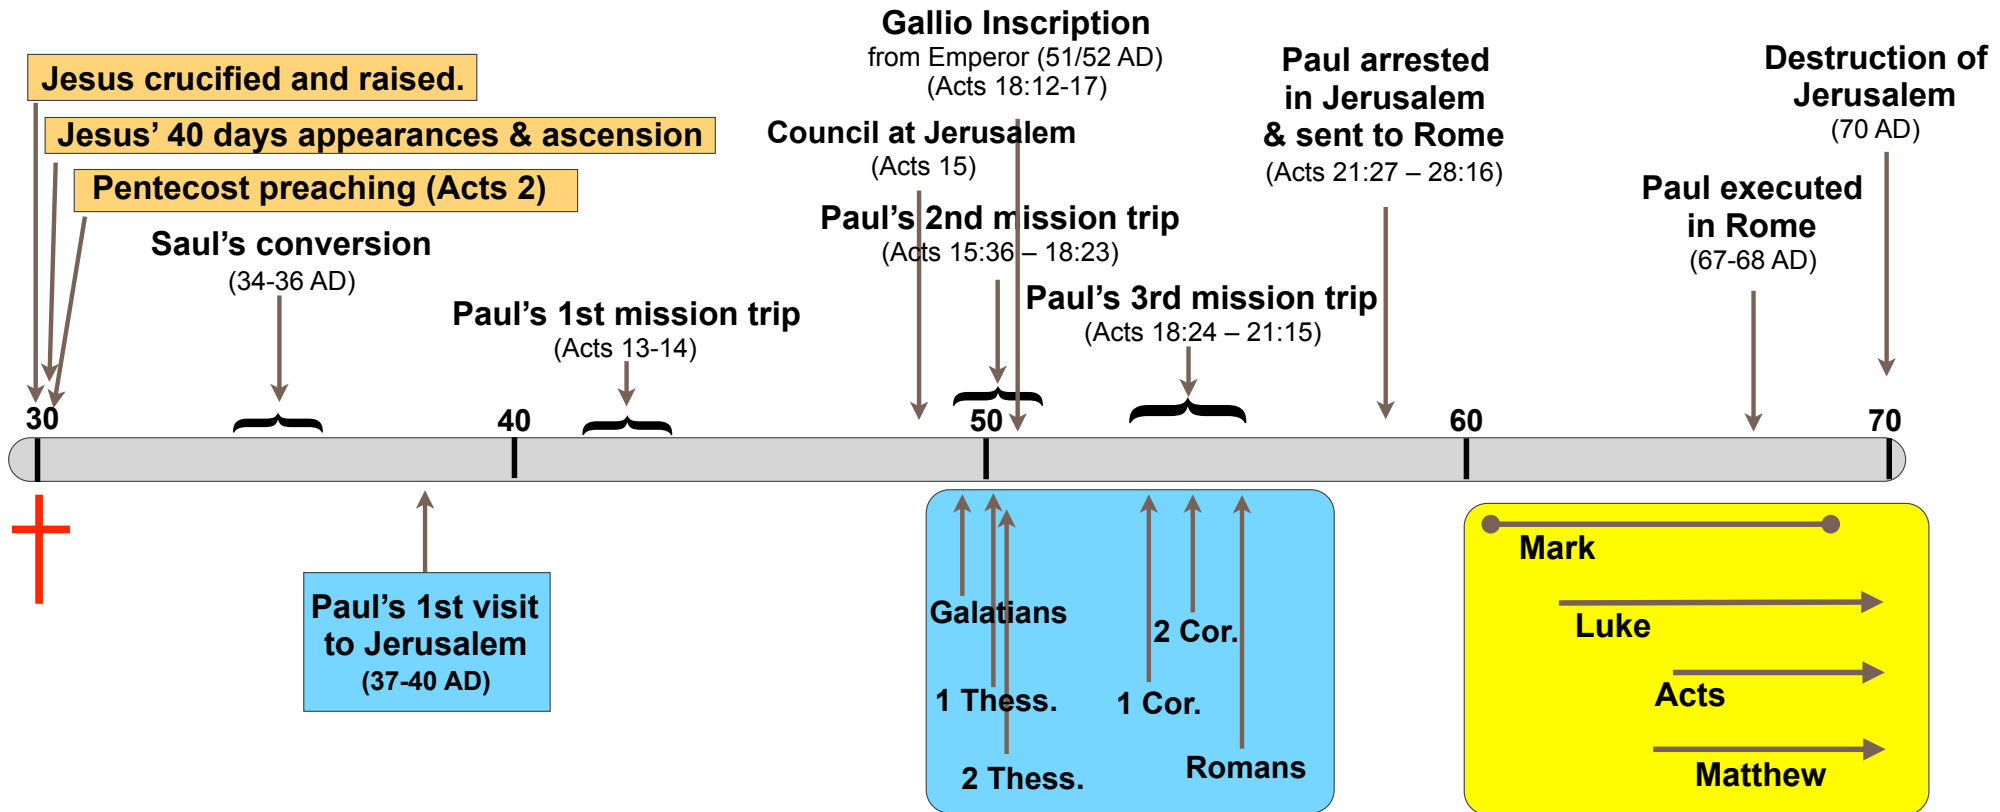 Jesus crucified and raised.
Jesus’ 40 days appearances & ascension
Pentecost preaching (Acts 2)
Saul’s conversion
(34-36 AD)
Paul’s 1st mission trip
(Acts 13-14)
Council at Jerusalem
(Acts 15)
Gallio Inscription
from Emperor (51/52 AD)
(Acts 18:12-17)
Paul’s 2nd mission trip
(Acts 15:36 – 18:23)
Paul’s 3rd mission trip
(Acts 18:24 – 21:15)
Paul arrested
in Jerusalem
& sent to Rome
(Acts 21:27 – 28:16)
Paul executed
in Rome
(67-68 AD)
Destruction of
Jerusalem
(70 AD)
30
40
50
60
70
Paul’s 1st visit
to Jerusalem
(37-40 AD)
Galatians
1 Thess.
2 Thess.
1 Cor.
2 Cor.
Romans
Mark
Luke
Acts
Matthew